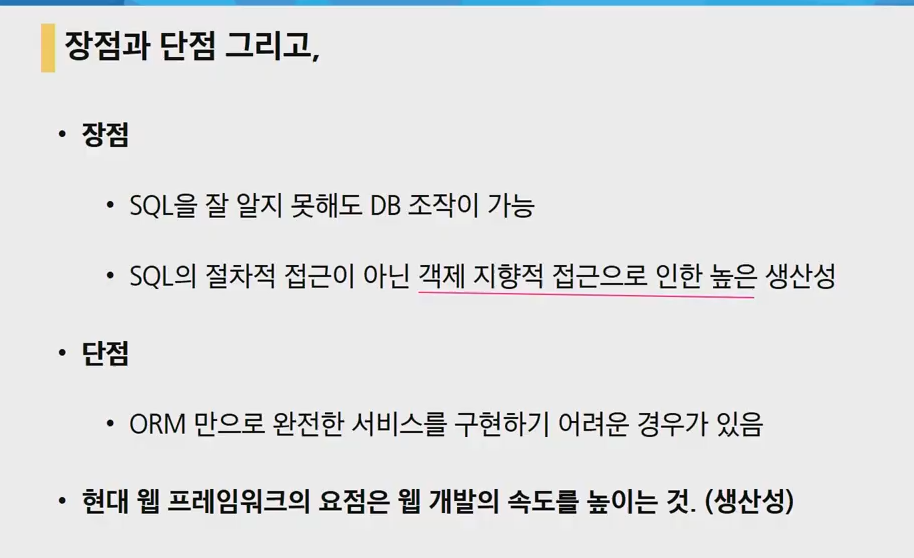 장점과 단점 그리고,
• 장점
• SQL을 잘 알지 못해도 DB 조작이 가능
• SQL의 절차적 접근이 아닌 객체 지향적 접근으로 인한 높은 생산성
• 단점
• ORM 만으로 완전한 서비스를 구현하기 어려운 경우가 있음
• 현대 웹 프레임워크의 요점은 웹 개발의 속도를 높이는 것. (생산성)